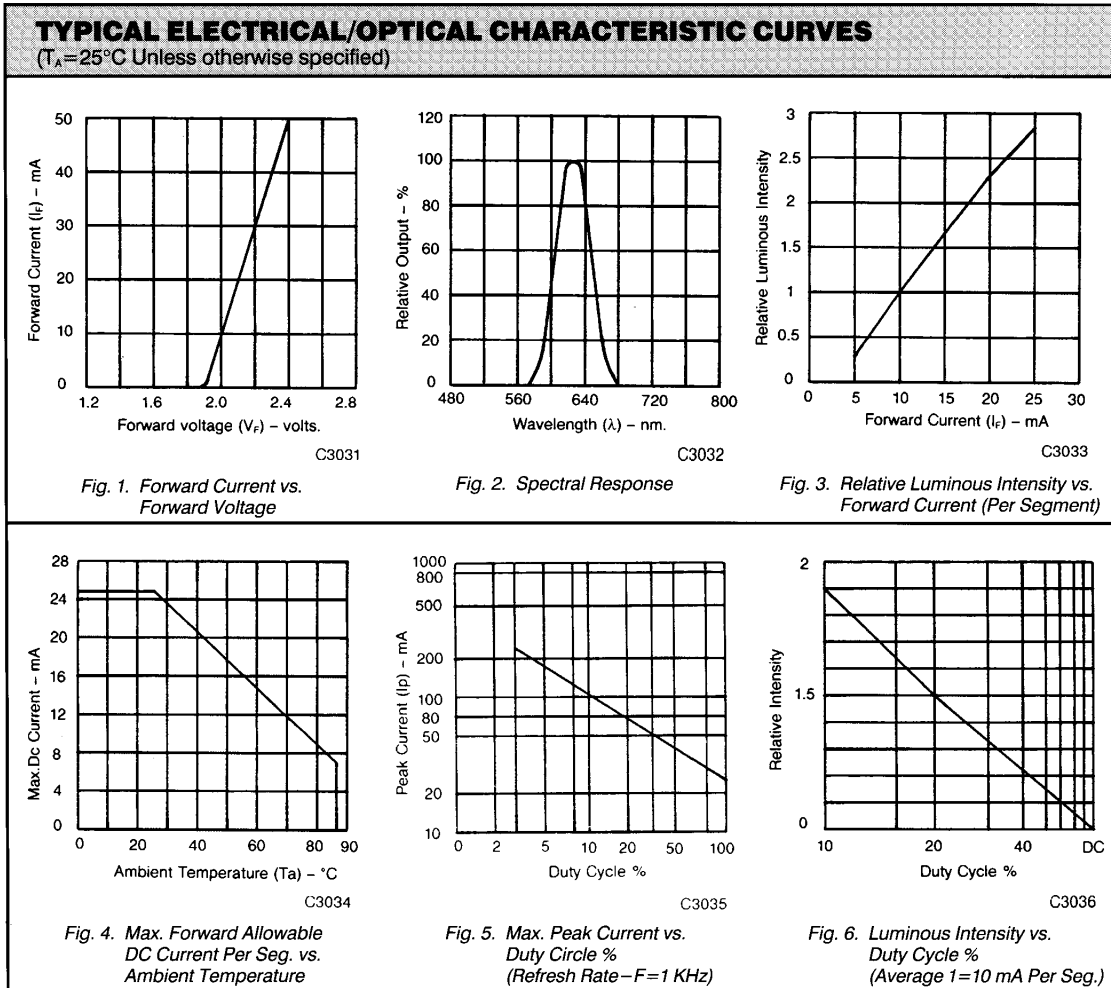 TYPICAL ELECTRICAL/OPTICAL CHARACTERISTIC CURVES
(TA=25°C Unless otherwise specified)
Forward Current (IF) – mA
50
40
30
20
10
0
1.2 1.6 2.0 2.4 2.8
Forward voltage (VF) – volts.
C3031
Fig. 1. Forward Current vs.
Forward Voltage
Relative Output – %
120
100
80
60
40
20
0
480 560 640 720 800
Wavelength (λ) – nm.
C3032
Fig. 2. Spectral Response
Relative Luminous Intensity
3
2.5
2
1.5
1
0.5
0
0 5 10 15 20 25 30
Forward Current (IF) – mA
C3033
Fig. 3. Relative Luminous Intensity vs.
Forward Current (Per Segment)
Max.Dc Current – mA
28
24
20
16
12
8
4
0
0 20 40 60 80 90
Ambient Temperature (Ta) – °C
C3034
Fig. 4. Max. Forward Allowable
DC Current Per Seg. vs.
Ambient Temperature
Peak Current (Ip) – mA
1000
800
500
200
100
80
50
20
10
0 2 5 10 20 50 100
Duty Cycle %
C3035
Fig. 5. Max. Peak Current vs.
Duty Circle %
(Refresh Rate–F=1 KHz)
Relative Intensity
2
1.5
0
10 20 40 DC
Duty Cycle %
C3036
Fig. 6. Luminous Intensity vs.
Duty Cycle %
(Average 1=10 mA Per Seg.)